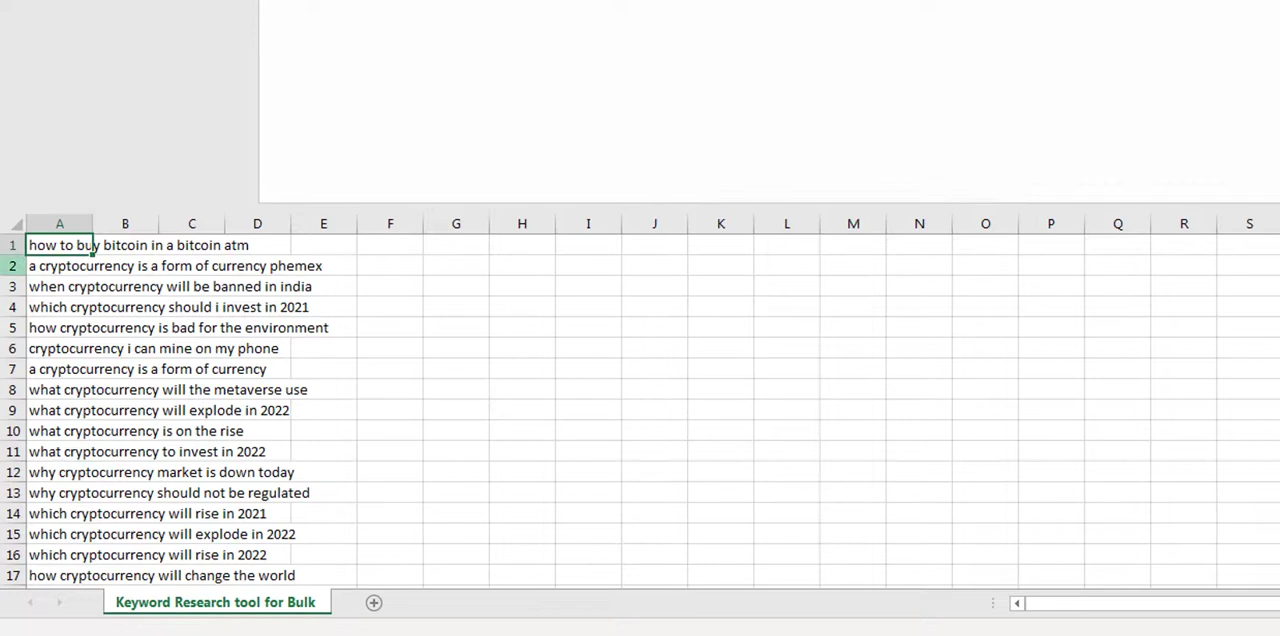 A B C D E F G H I J K L M N O P Q R S
1 how to buy bitcoin in a bitcoin atm
2 a cryptocurrency is a form of currency phemex
3 when cryptocurrency will be banned in india
4 which cryptocurrency should i invest in 2021
5 how cryptocurrency is bad for the environment
6 cryptocurrency i can mine on my phone
7 a cryptocurrency is a form of currency
8 what cryptocurrency will the metaverse use
9 what cryptocurrency will explode in 2022
10 what cryptocurrency is on the rise
11 what cryptocurrency to invest in 2022
12 why cryptocurrency market is down today
13 why cryptocurrency should not be regulated
14 which cryptocurrency will rise in 2021
15 which cryptocurrency will explode in 2022
16 which cryptocurrency will rise in 2022
17 how cryptocurrency will change the world
Keyword Research tool for Bulk